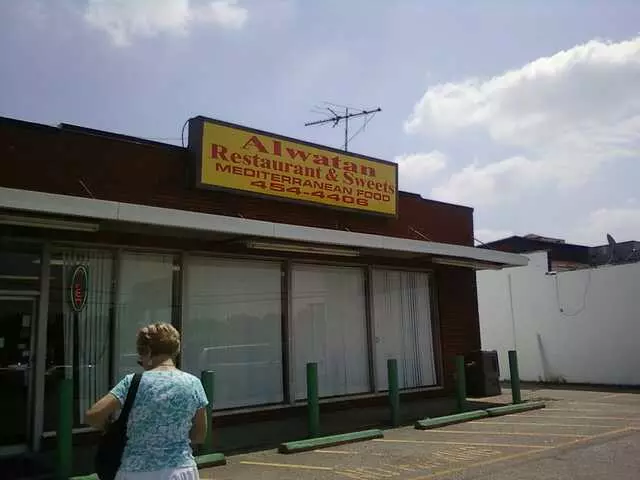 Alwatan
Restaurant & Sweets
MEDITERRANEAN FOOD
454-4406